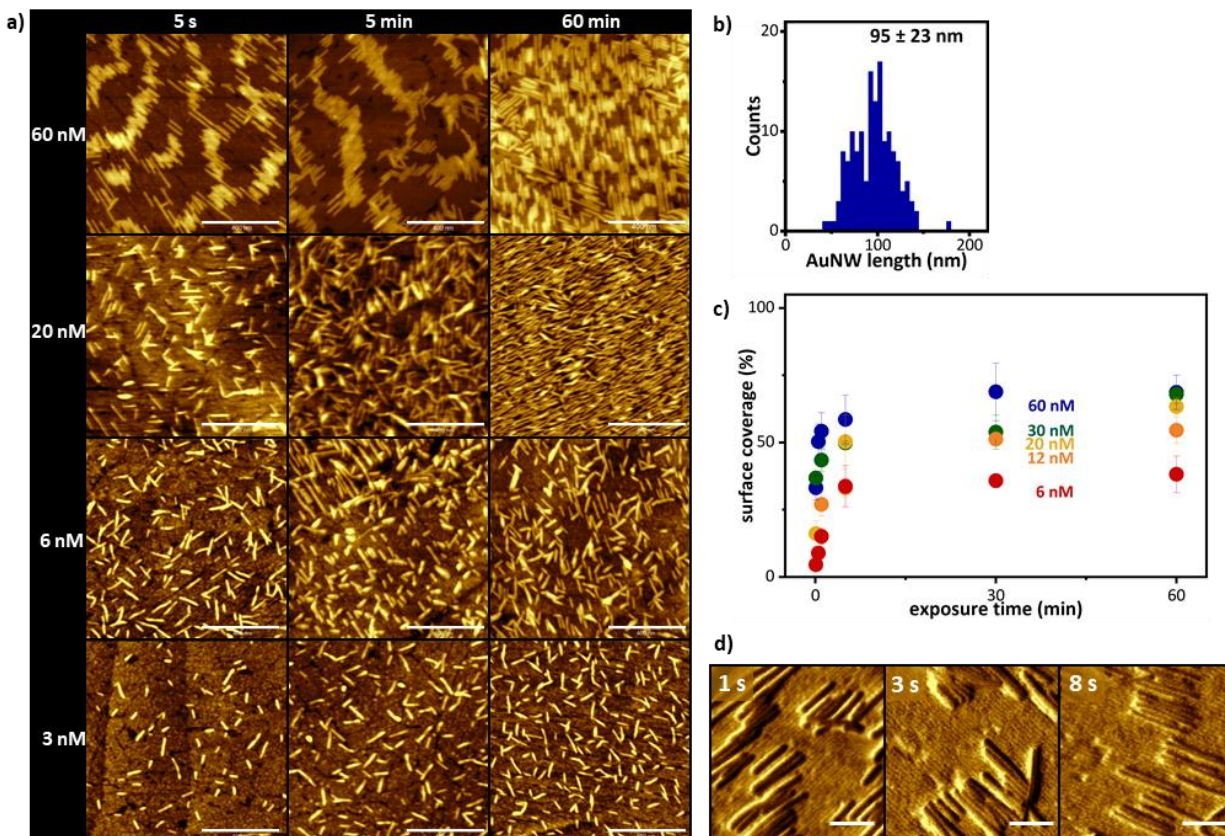 a)
5 s
5 min
60 min
60 nM
20 nM
6 nM
3 nM
400 nm
b)
95 ± 23 nm
20
10
0
Counts
0
100
200
AuNW length (nm)
c)
100
50
0
surface coverage (%)
60 nM
30 nM
20 nM
12 nM
6 nM
0
30
60
exposure time (min)
d)
1 s
3 s
8 s